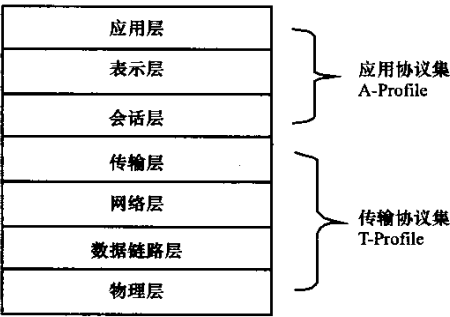 应用层
表示层
会话层
应用协议集
A-Profile
传输层
网络层
数据链路层
物理层
传输协议集
T-Profile